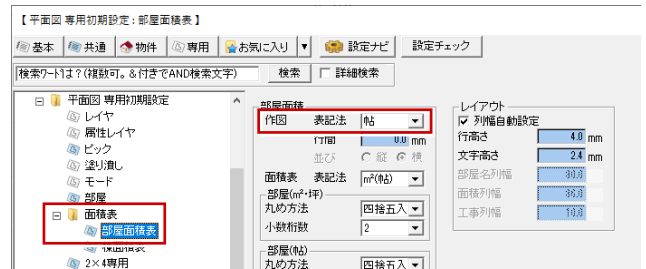 【 平面図 専用初期設定 : 部屋面積表 】
基本 共通 物件 専用 お気に入り ▼ 設定ナビ 設定チェック
検索ワードは？(複数可。＆付きでAND検索文字) 検索 詳細検索
平面図 専用初期設定
レイヤ
属性レイヤ
ピック
塗り潰し
モード
部屋
面積表
部屋面積表
棟面積表
2×4専用
部屋面積
作図 表記法 帖
行間 0.0 mm
並び 縦 横
面積表 表記法 ㎡(帖)
部屋(㎡・坪)
丸め方法 四捨五入
小数桁数 2
部屋(帖)
丸め方法 四捨五入
レイアウト
列幅自動設定
行高さ 4.0 mm
文字高さ 2.4 mm
部屋名列幅 30.0
面積列幅 36.0
工事列幅 10.0